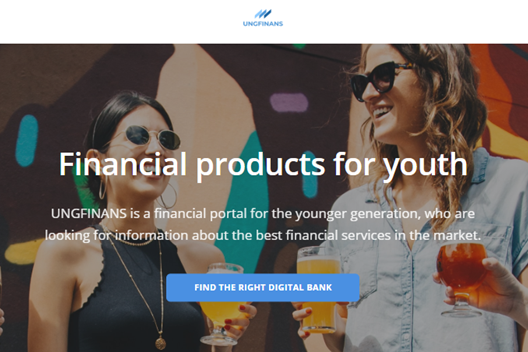 UNGFINANS
Financial products for youth
UNGFINANS is a financial portal for the younger generation, who are
looking for information about the best financial services in the market.
FIND THE RIGHT DIGITAL BANK